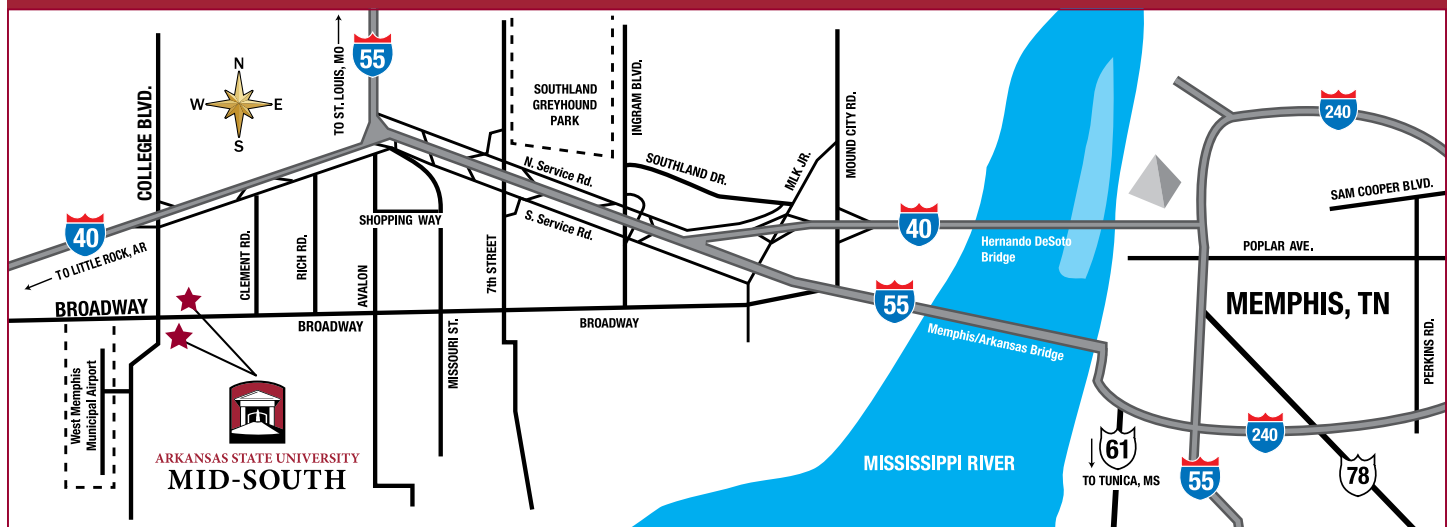 COLLEGE BLVD.
N
W
E
S
TO ST. LOUIS, MO
55
SOUTHLAND
GREYHOUND
PARK
INGRAM BLVD.
MOUND CITY RD.
240
N. Service Rd.
SOUTHLAND DR.
MLK JR.
SAM COOPER BLVD.
SHOPPING WAY
S. Service Rd.
40
40
Hernando DeSoto
Bridge
POPLAR AVE.
TO LITTLE ROCK, AR
CLEMENT RD.
RICH RD.
AVALON
7th STREET
BROADWAY
BROADWAY
BROADWAY
55
MEMPHIS, TN
Memphis/Arkansas Bridge
MISSOURI ST.
PERKINS RD.
West Memphis
Municipal Airport
ARKANSAS STATE UNIVERSITY
MID-SOUTH
MISSISSIPPI RIVER
61
TO TUNICA, MS
240
55
78